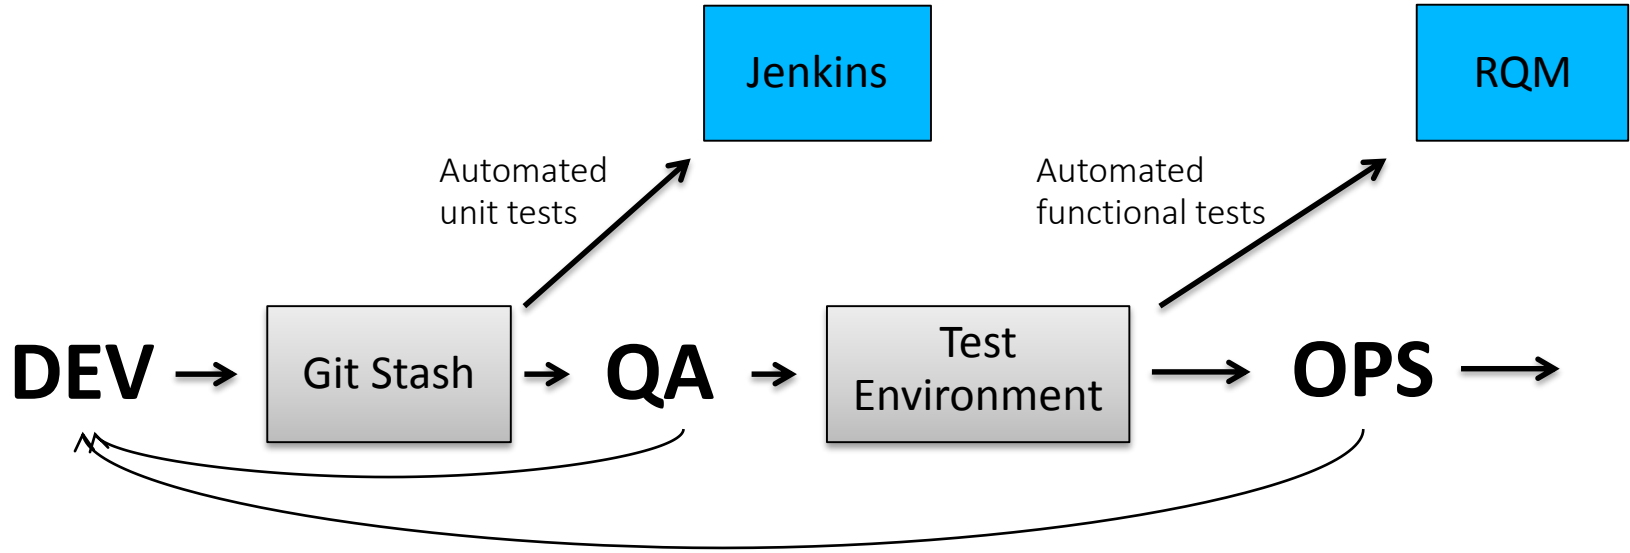 Jenkins
RQM
Automated
unit tests
Automated
functional tests
DEV
Git Stash
QA
Test
Environment
OPS